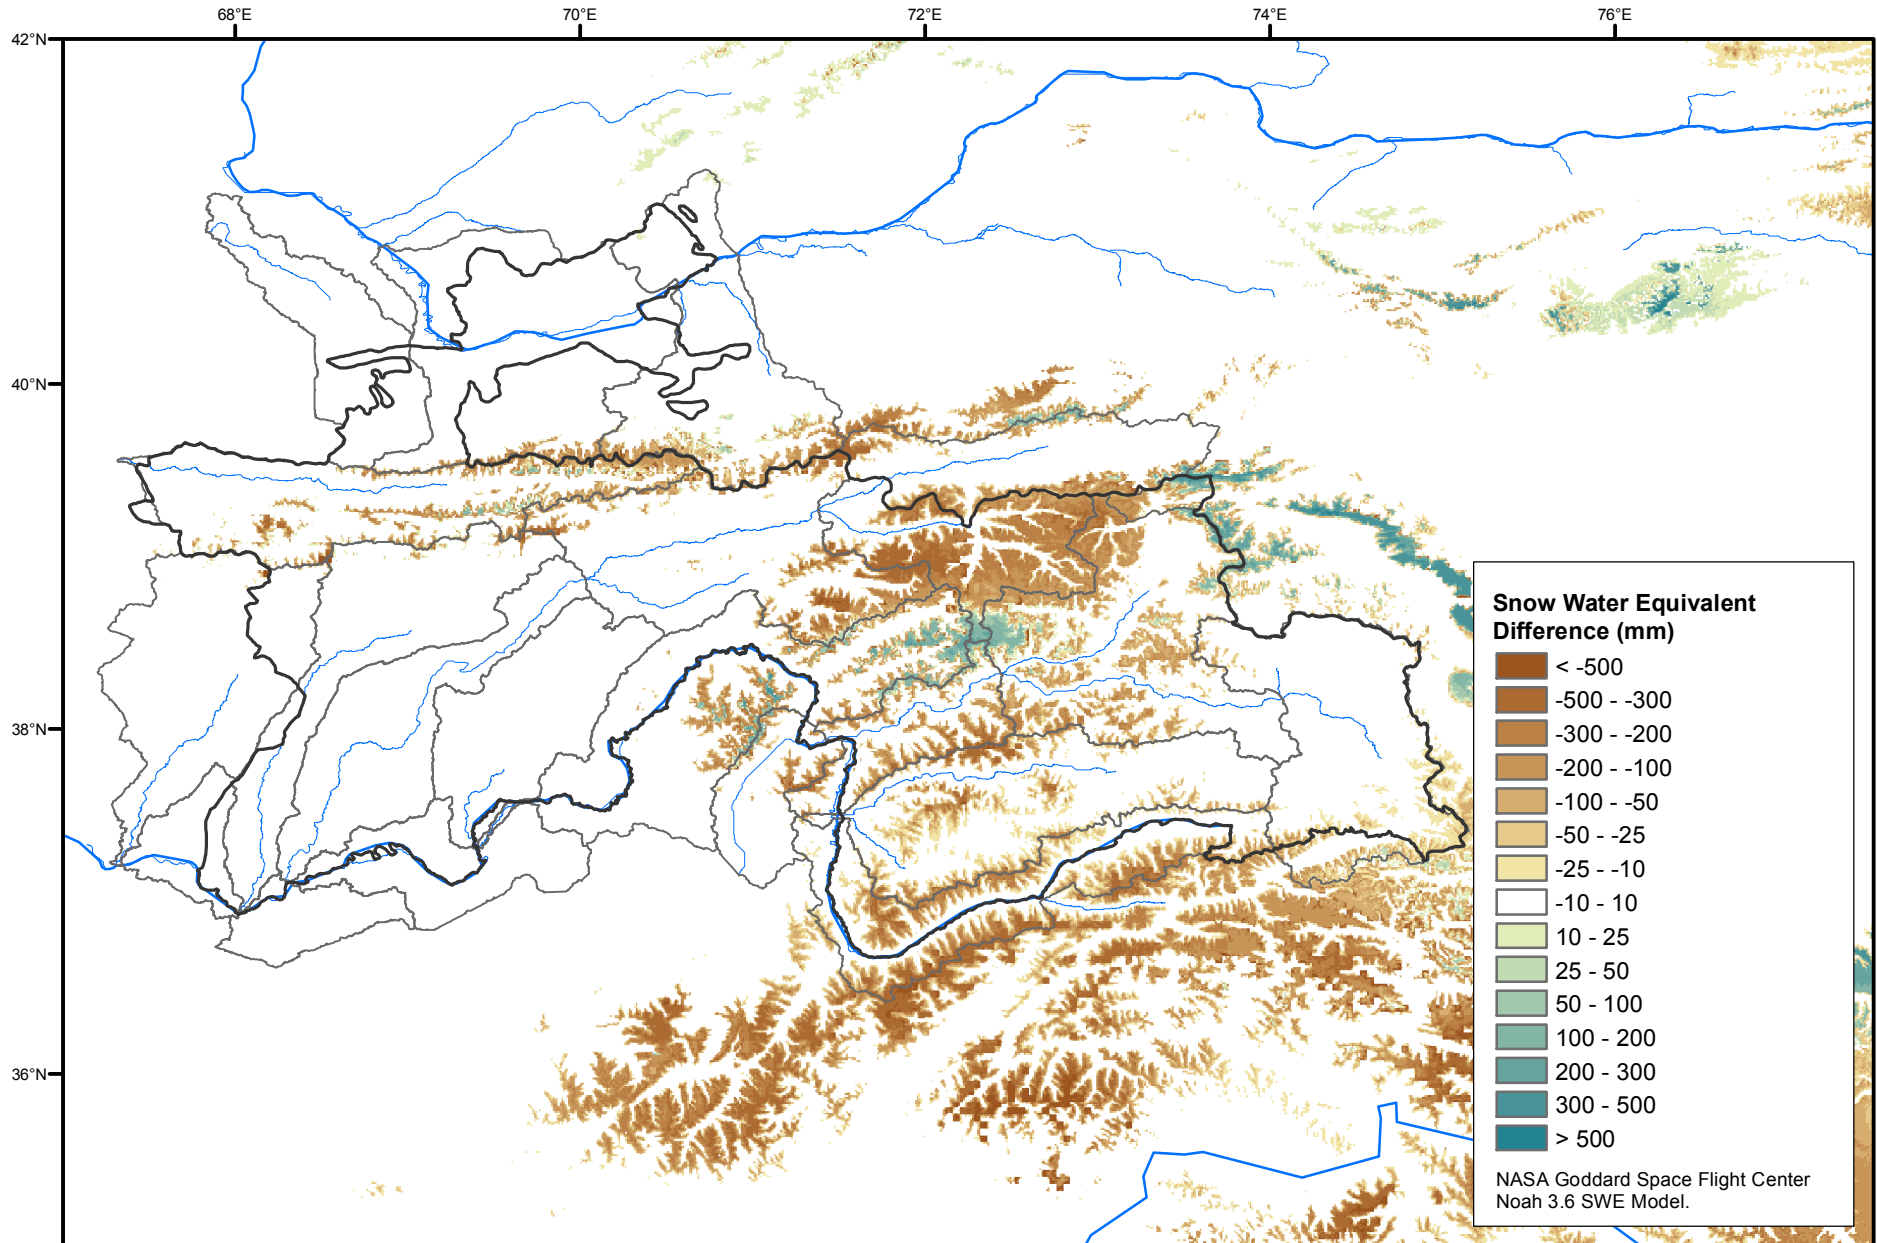 68°E 70°E 72°E 74°E 76°E
42°N
40°N
38°N
36°N
Snow Water Equivalent
Difference (mm)
< -500
-500 - -300
-300 - -200
-200 - -100
-100 - -50
-50 - -25
-25 - -10
-10 - 10
10 - 25
25 - 50
50 - 100
100 - 200
200 - 300
300 - 500
> 500
NASA Goddard Space Flight Center
Noah 3.6 SWE Model.